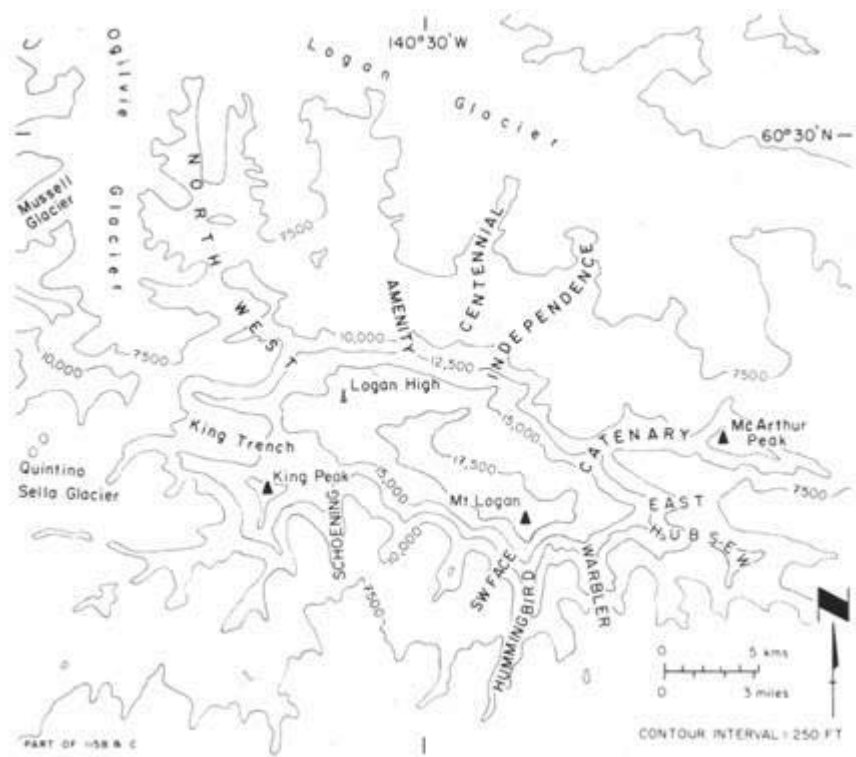 140°30' W
Logan
Glacier
Ogilvie
Glacier
60°30' N
Mussell
Glacier
NORTH
WEST
7500
AMENITY
CENTENNIAL
INDEPENDENCE
10,000
12,500
7500
10,000
7500
Logan High
15,000
King Trench
CATENARY
McArthur
Peak
17,500
Quintino
Sella Glacier
King Peak
15,000
Mt. Logan
EAST
7500
HUBSEW
SCHOENING
10,000
SW FACE
WARBLER
HUMMINGBIRD
7500
0 5 kms
0 3 miles
PART OF 115B & C
CONTOUR INTERVAL: 250 FT